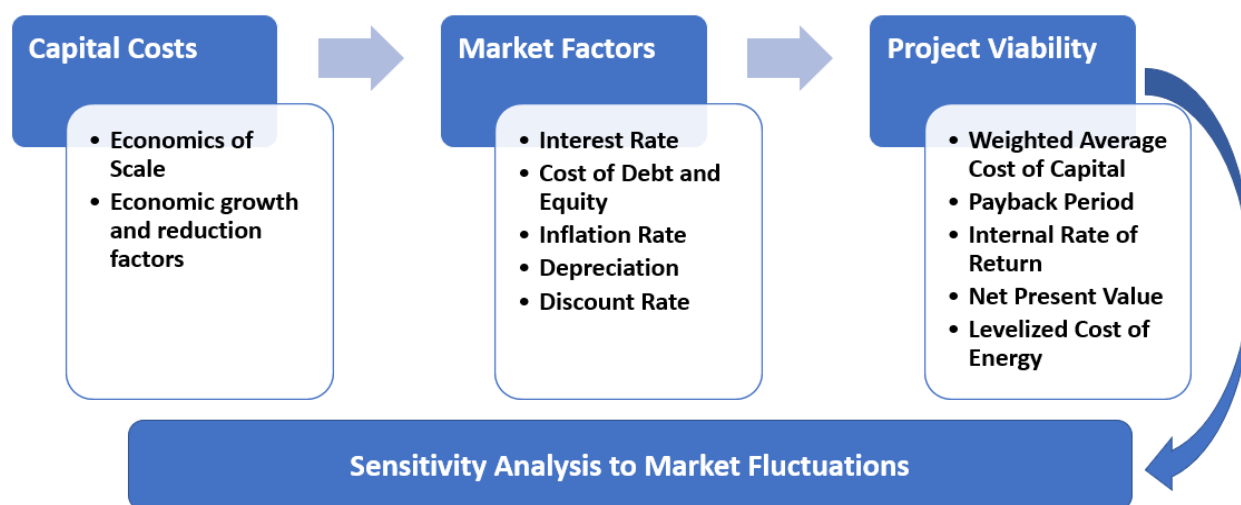 Capital Costs
• Economics of
Scale
• Economic growth
and reduction
factors
Market Factors
• Interest Rate
• Cost of Debt and
Equity
• Inflation Rate
• Depreciation
• Discount Rate
Project Viability
• Weighted Average
Cost of Capital
• Payback Period
• Internal Rate of
Return
• Net Present Value
• Levelized Cost of
Energy
Sensitivity Analysis to Market Fluctuations